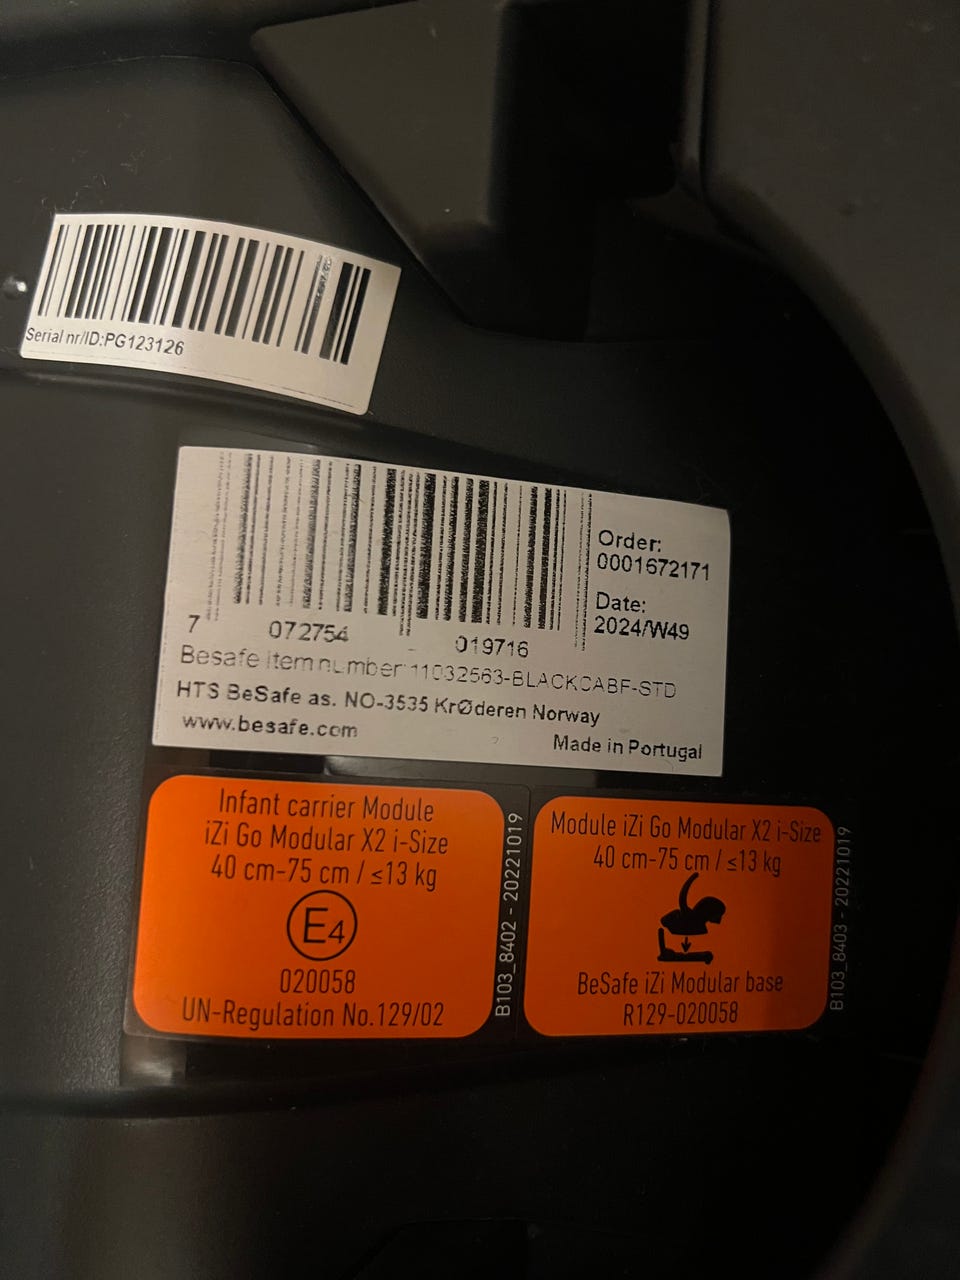 Serial nr/ID:PG123126
Order:
0001672171
Date:
2024/W49
7 072754 019716
Besafe Item number 11032563-BLACKCABF-STD
HTS BeSafe as. NO-3535 KrØderen Norway
www.besafe.com
Made in Portugal
Infant carrier Module
iZi Go Modular X2 i-Size
40 cm-75 cm / ≤13 kg
E4
020058
UN-Regulation No.129/02
B103_8402 - 20221019
Module iZi Go Modular X2 i-Size
40 cm-75 cm / ≤13 kg
BeSafe iZi Modular base
R129-020058
B103_8403 - 20221019